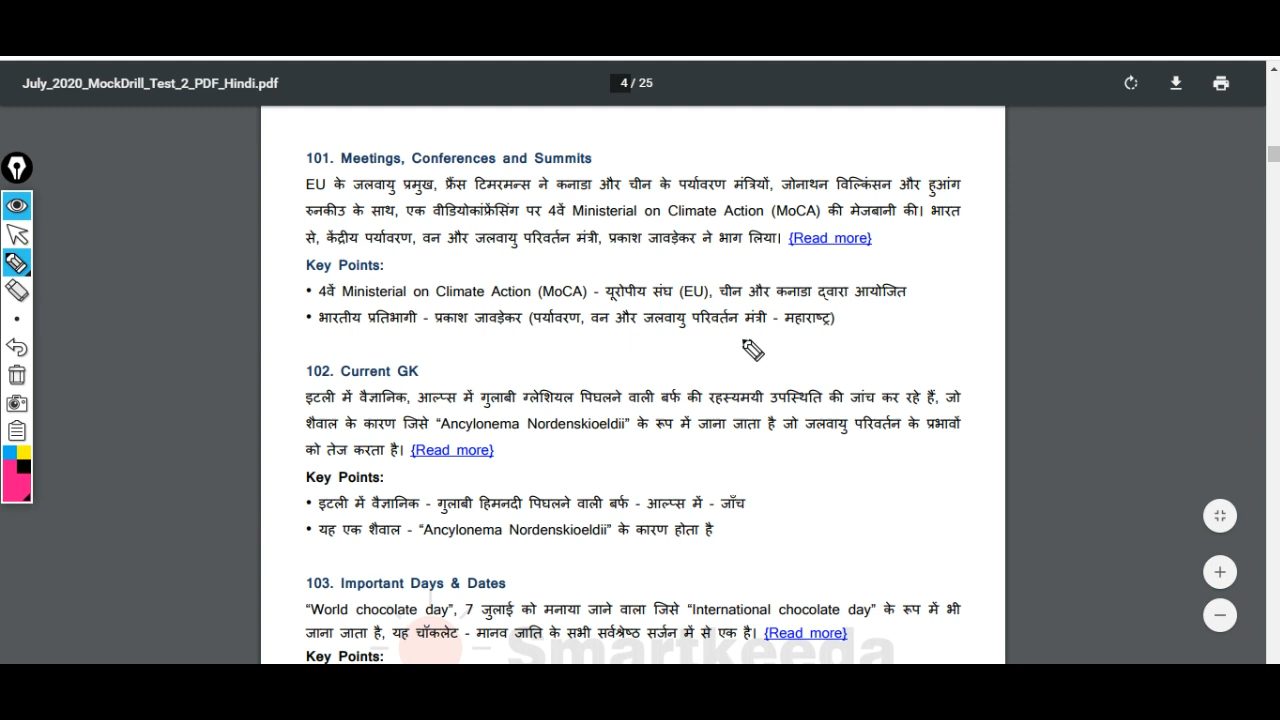 July_2020_MockDrill_Test_2_PDF_Hindi.pdf
4 / 25
101. Meetings, Conferences and Summits
EU के जलवायु प्रमुख, फ्रैंस टिमरमन्स ने कनाडा और चीन के पर्यावरण मंत्रियों, जोनाथन विल्किंसन और हुआंग
रुनकीउ के साथ, एक वीडियोकांफ्रेंसिंग पर 4वें Ministerial on Climate Action (MoCA) की मेजबानी की। भारत
से, केंद्रीय पर्यावरण, वन और जलवायु परिवर्तन मंत्री, प्रकाश जावड़ेकर ने भाग लिया। {Read more}
Key Points:
• 4वें Ministerial on Climate Action (MoCA) - यूरोपीय संघ (EU), चीन और कनाडा द्वारा आयोजित
• भारतीय प्रतिभागी - प्रकाश जावड़ेकर (पर्यावरण, वन और जलवायु परिवर्तन मंत्री - महाराष्ट्र)
102. Current GK
इटली में वैज्ञानिक, आल्प्स में गुलाबी ग्लेशियल पिघलने वाली बर्फ की रहस्यमयी उपस्थिति की जांच कर रहे हैं, जो
शैवाल के कारण जिसे “Ancylonema Nordenskioeldii” के रूप में जाना जाता है जो जलवायु परिवर्तन के प्रभावों
को तेज करता है। {Read more}
Key Points:
• इटली में वैज्ञानिक - गुलाबी हिमनदी पिघलने वाली बर्फ - आल्प्स में - जाँच
• यह एक शैवाल - “Ancylonema Nordenskioeldii” के कारण होता है
103. Important Days & Dates
“World chocolate day”, 7 जुलाई को मनाया जाने वाला जिसे “International chocolate day” के रूप में भी
जाना जाता है, यह चॉकलेट - मानव जाति के सभी सर्वश्रेष्ठ सर्जन में से एक है। {Read more}
Smartkeeda
Key Points: